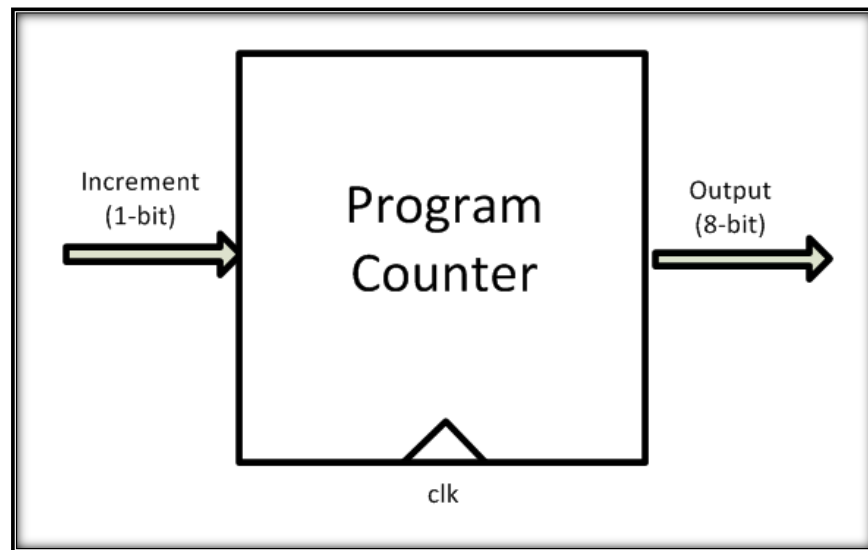 Increment
(1-bit)
Program
Counter
Output
(8-bit)
clk